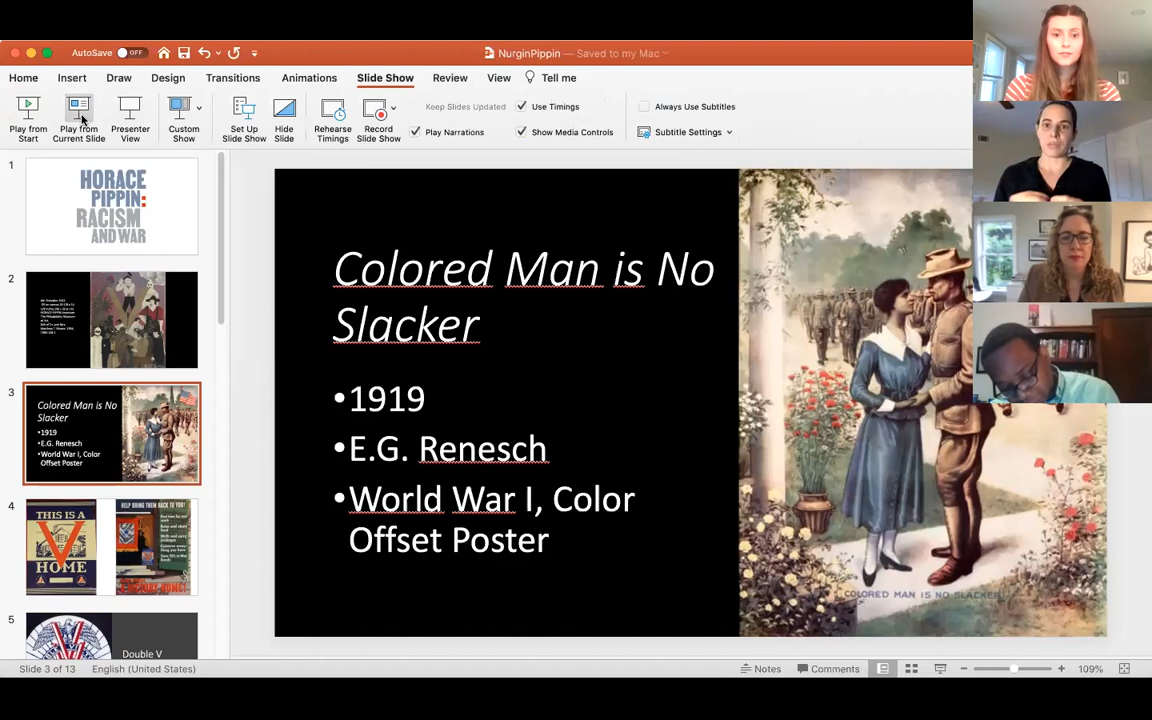 AutoSave OFF
NurginPippin — Saved to my Mac
Home Insert Draw Design Transitions Animations Slide Show Review View Tell me
Play from Start
Play from Current Slide
Presenter View
Custom Show
Set Up Slide Show
Hide Slide
Rehearse Timings
Record Slide Show
Keep Slides Updated
Play Narrations
Use Timings
Show Media Controls
Always Use Subtitles
Subtitle Settings
1
HORACE
PIPPIN:
RACISM
AND WAR
2
3
Colored Man is No
Slacker
•1919
•E.G. Renesch
•World War I, Color
Offset Poster
4
THIS IS A
V
HOME
HELP BRING THEM BACK TO YOU!
VICTORY HOME!
5
Double V
Colored Man is No
Slacker
•1919
•E.G. Renesch
•World War I, Color
Offset Poster
COLORED MAN IS NO SLACKER
Slide 3 of 13
English (United States)
Notes
Comments
109%